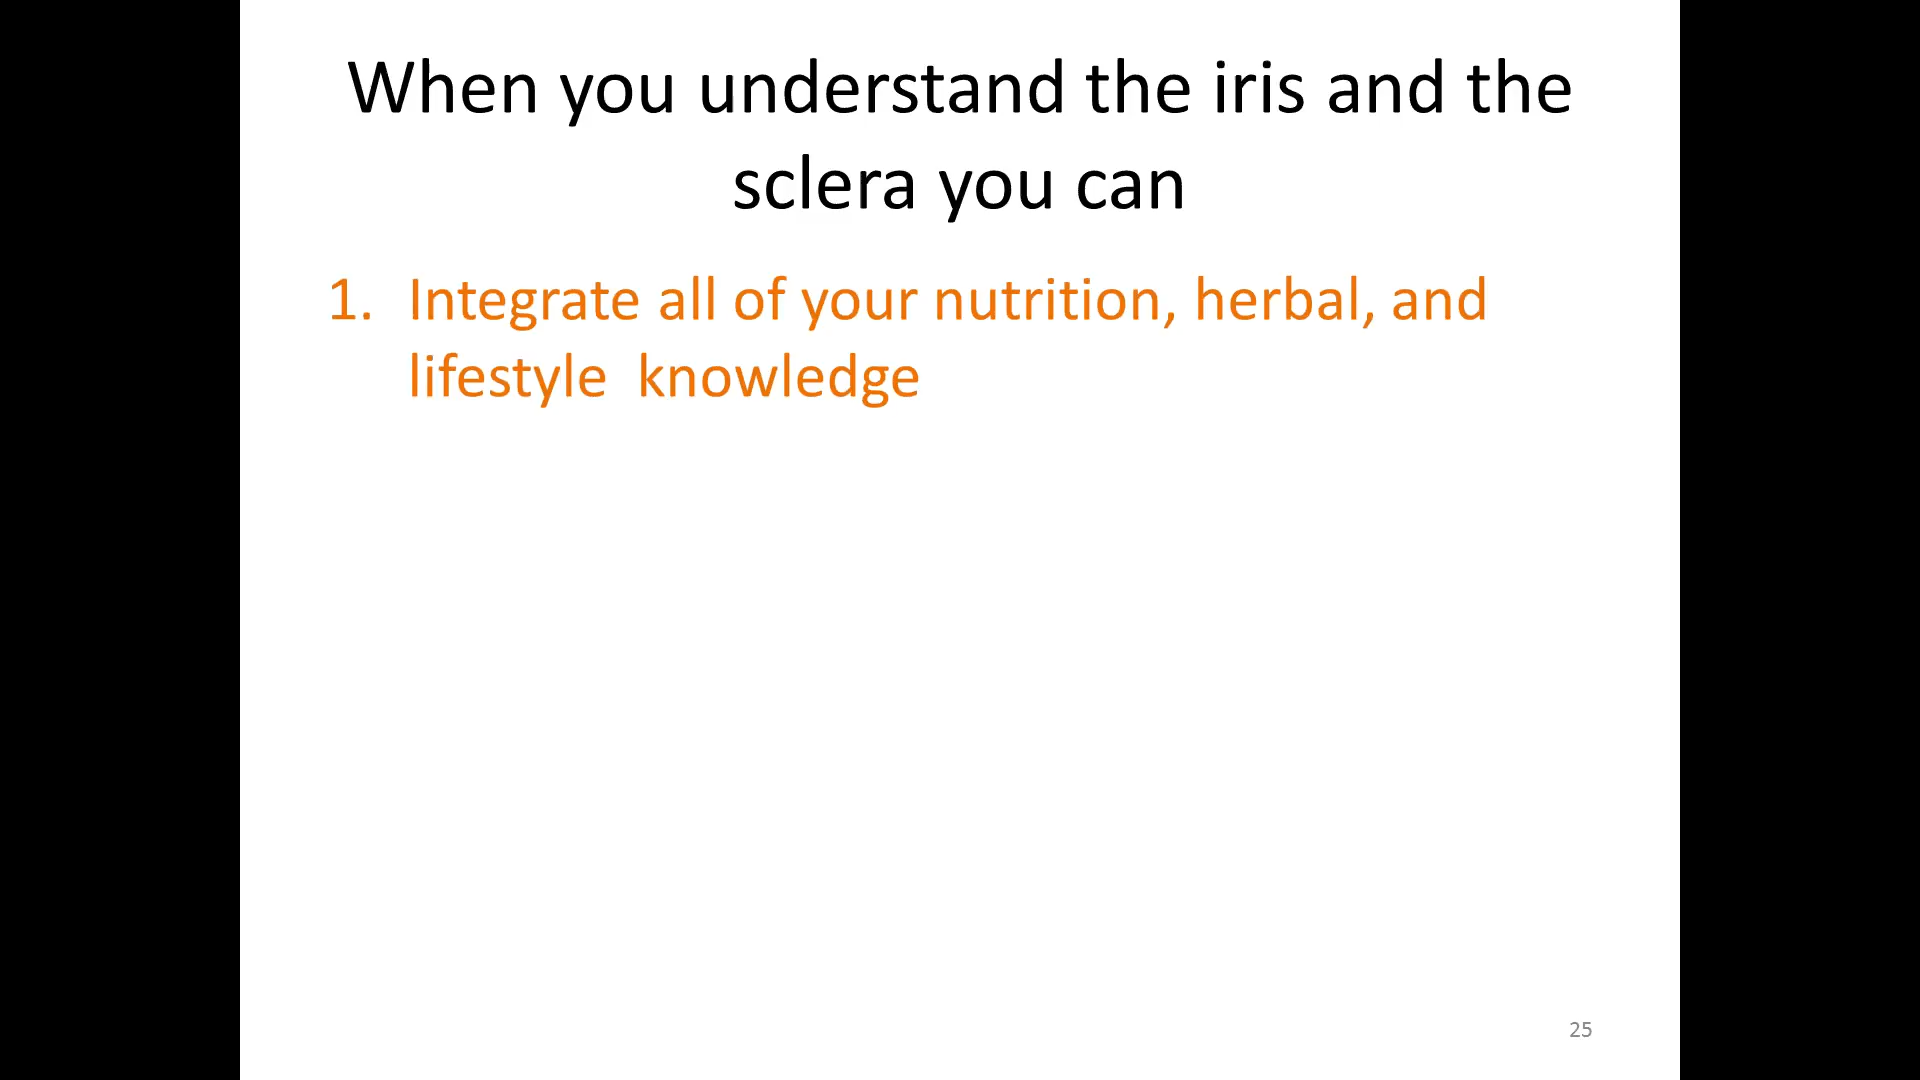 When you understand the iris and the
sclera you can
1. Integrate all of your nutrition, herbal, and
lifestyle  knowledge
25